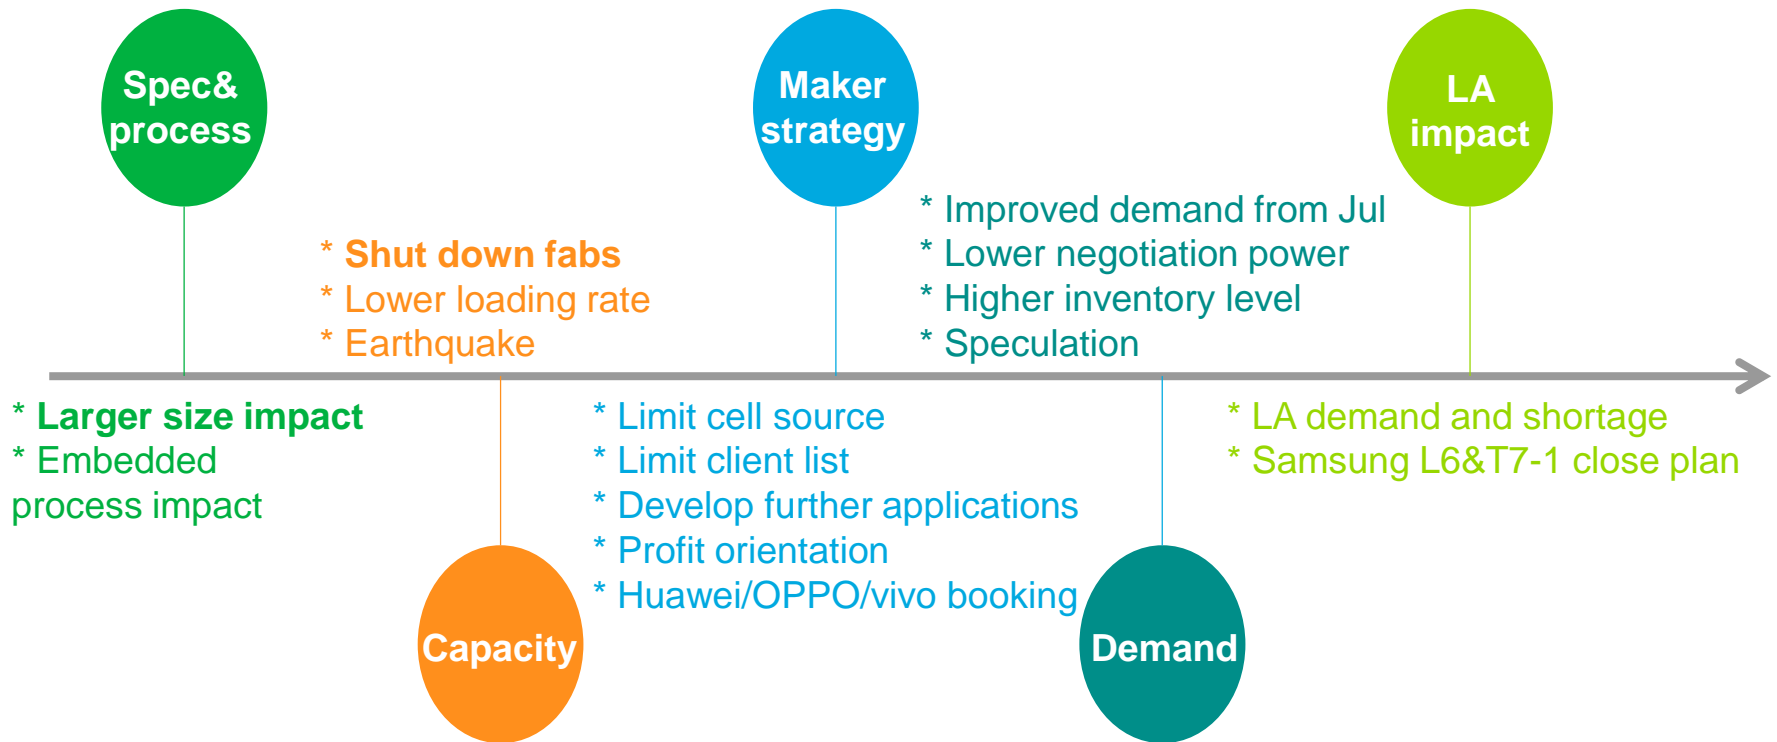 Spec&
process
* Larger size impact
* Embedded
process impact
* Shut down fabs
* Lower loading rate
* Earthquake
Capacity
Maker
strategy
* Limit cell source
* Limit client list
* Develop further applications
* Profit orientation
* Huawei/OPPO/vivo booking
* Improved demand from Jul
* Lower negotiation power
* Higher inventory level
* Speculation
Demand
LA
impact
* LA demand and shortage
* Samsung L6&T7-1 close plan